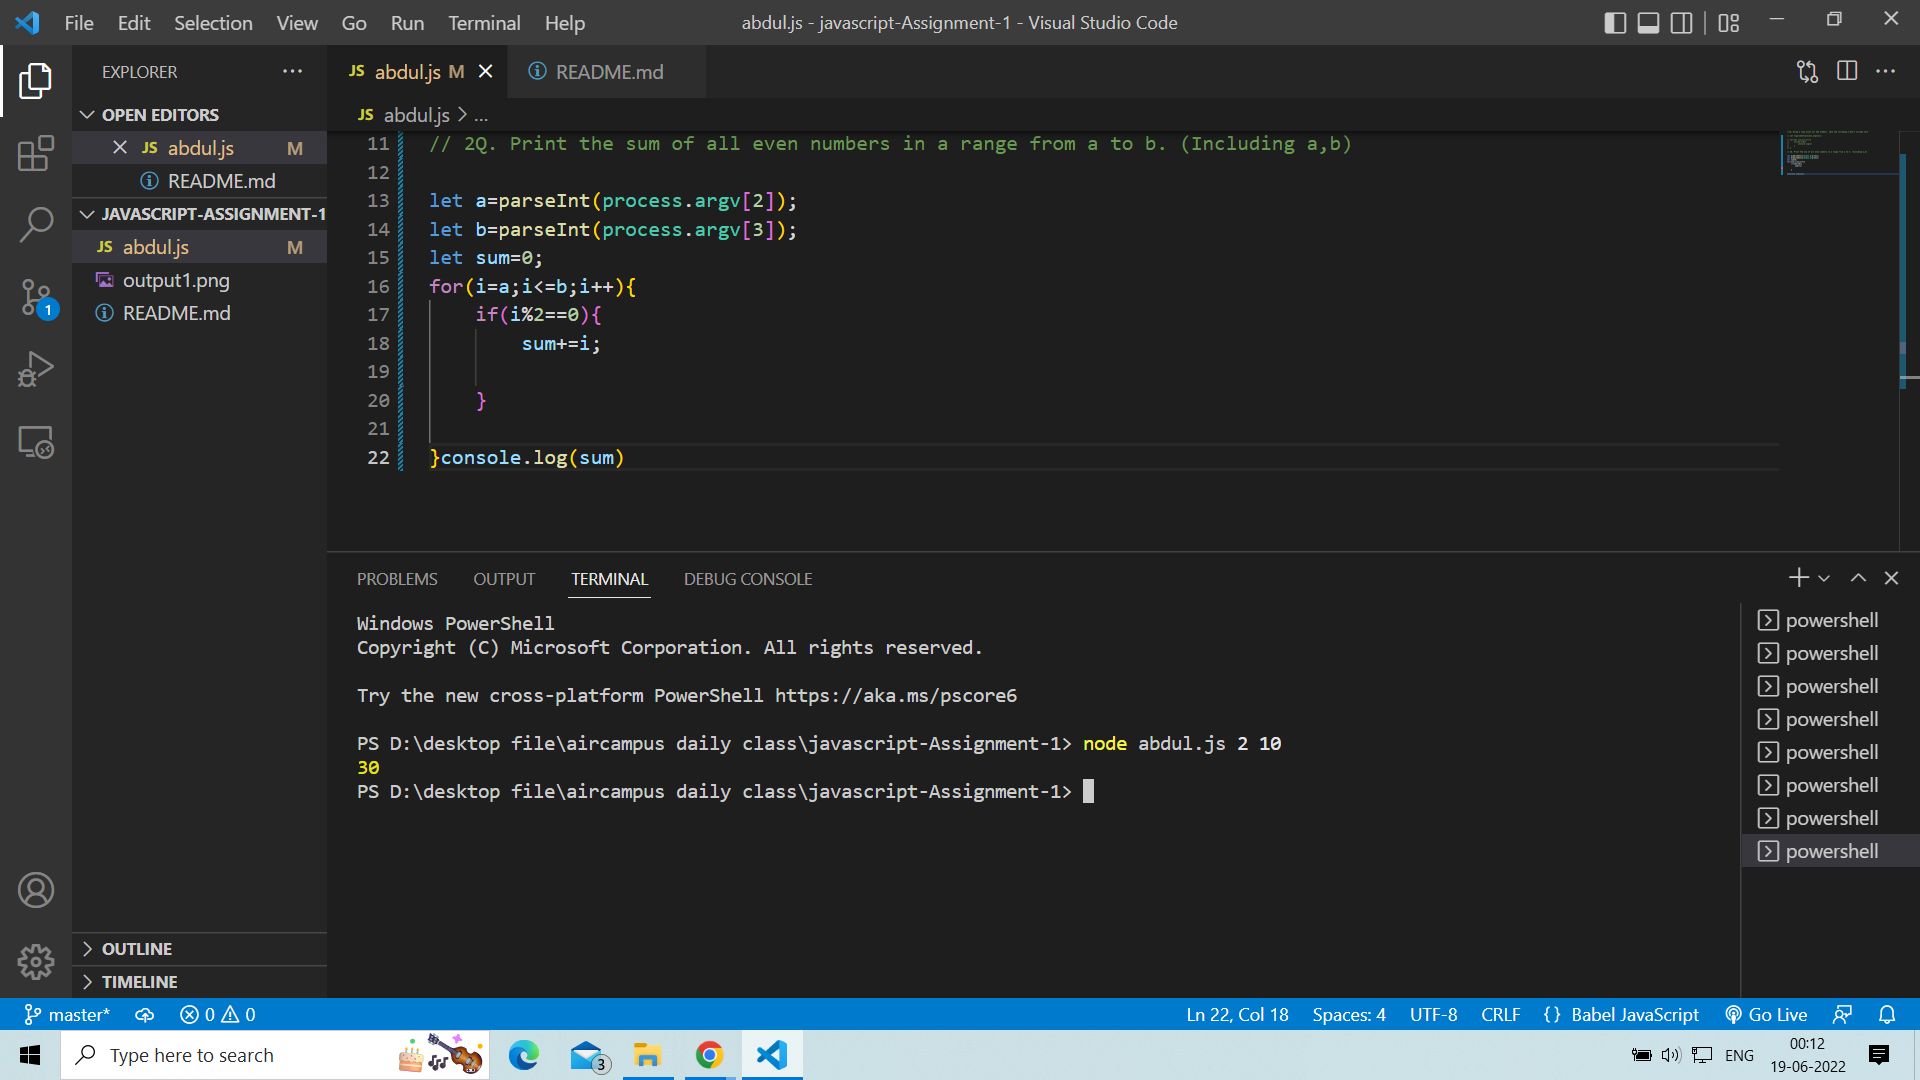 File Edit Selection View Go Run Terminal Help
abdul.js - javascript-Assignment-1 - Visual Studio Code
EXPLORER
OPEN EDITORS
JS abdul.js M
README.md
JAVASCRIPT-ASSIGNMENT-1
JS abdul.js M
output1.png
README.md
1
OUTLINE
TIMELINE
JS abdul.js M
README.md
JS abdul.js > ...
11 // 2Q. Print the sum of all even numbers in a range from a to b. (Including a,b)
12
13 let a=parseInt(process.argv[2]);
14 let b=parseInt(process.argv[3]);
15 let sum=0;
16 for(i=a;i<=b;i++){
17 if(i%2==0){
18 sum+=i;
19
20 }
21
22 }console.log(sum)
PROBLEMS OUTPUT TERMINAL DEBUG CONSOLE
Windows PowerShell
Copyright (C) Microsoft Corporation. All rights reserved.
Try the new cross-platform PowerShell https://aka.ms/pscore6
PS D:\desktop file\aircampus daily class\javascript-Assignment-1> node abdul.js 2 10
30
PS D:\desktop file\aircampus daily class\javascript-Assignment-1>
powershell
powershell
powershell
powershell
powershell
powershell
powershell
powershell
master* 0 0
Ln 22, Col 18 Spaces: 4 UTF-8 CRLF {} Babel JavaScript Go Live
Type here to search
3
ENG
00:12
19-06-2022